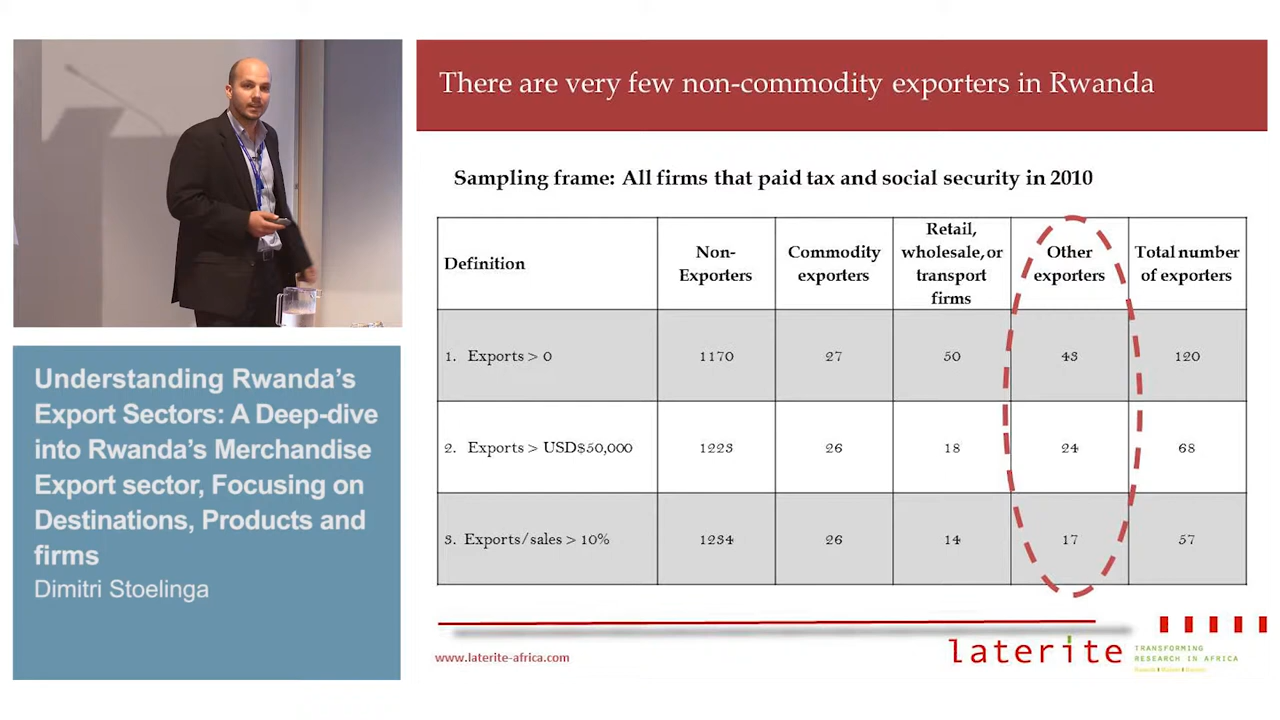 There are very few non-commodity exporters in Rwanda
Sampling frame: All firms that paid tax and social security in 2010
Definition
Non-
Exporters
Commodity
exporters
Retail,
wholesale, or
transport
firms
Other
exporters
Total number
of exporters
1. Exports > 0
1170
27
50
43
120
2. Exports > USD$50,000
1223
26
18
24
68
3. Exports/sales > 10%
1234
26
14
17
57
www.laterite-africa.com
laterite
TRANSFORMING
RESEARCH IN AFRICA
Understanding Rwanda's
Export Sectors: A Deep-dive
into Rwanda's Merchandise
Export sector, Focusing on
Destinations, Products and
firms
Dimitri Stoelinga